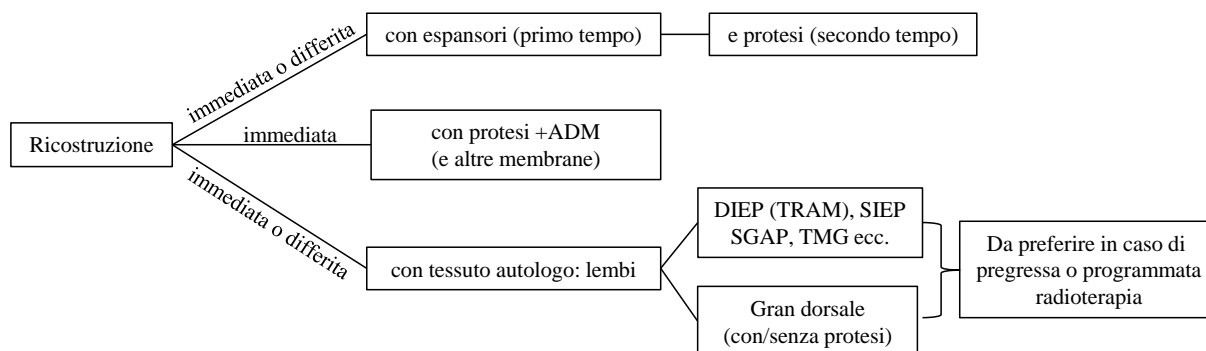 con espansori (primo tempo)
e protesi (secondo tempo)
immediata o differita
Ricostruzione
immediata
con protesi +ADM
(e altre membrane)
immediata o differita
con tessuto autologo: lembi
DIEP (TRAM), SIEP
SGAP, TMG ecc.
Gran dorsale
(con/senza protesi)
Da preferire in caso di
pregressa o programmata
radioterapia